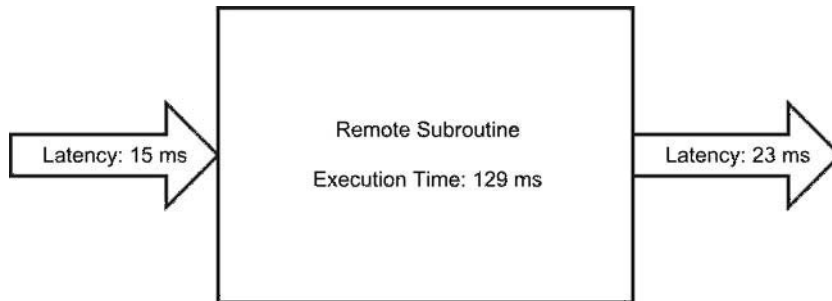 Latency: 15 ms
Remote Subroutine
Execution Time: 129 ms
Latency: 23 ms